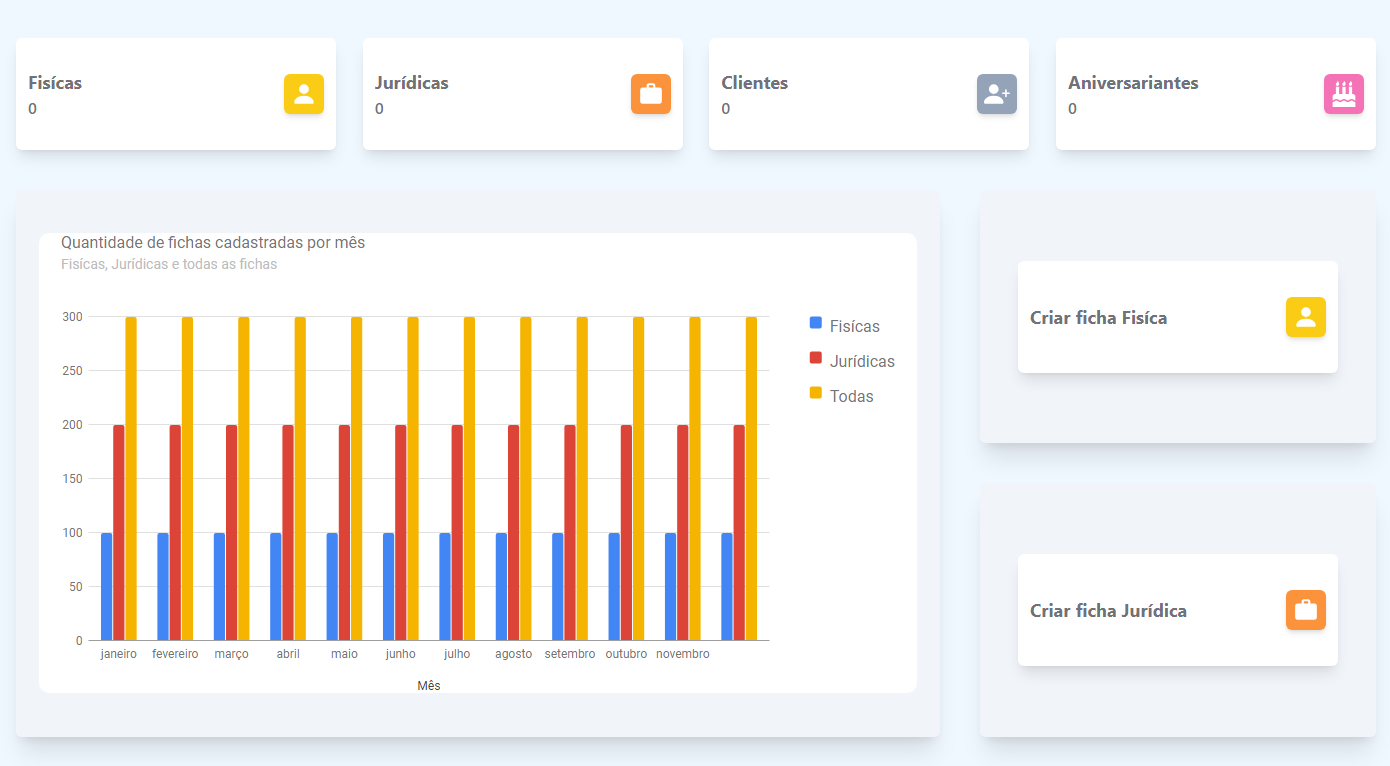 Fisícas
0
Jurídicas
0
Clientes
0
Aniversariantes
0
Quantidade de fichas cadastradas por mês
Fisícas, Jurídicas e todas as fichas
300
250
200
150
100
50
0
janeiro fevereiro março abril maio junho julho agosto setembro outubro novembro
Mês
Fisícas
Jurídicas
Todas
Criar ficha Fisíca
Criar ficha Jurídica